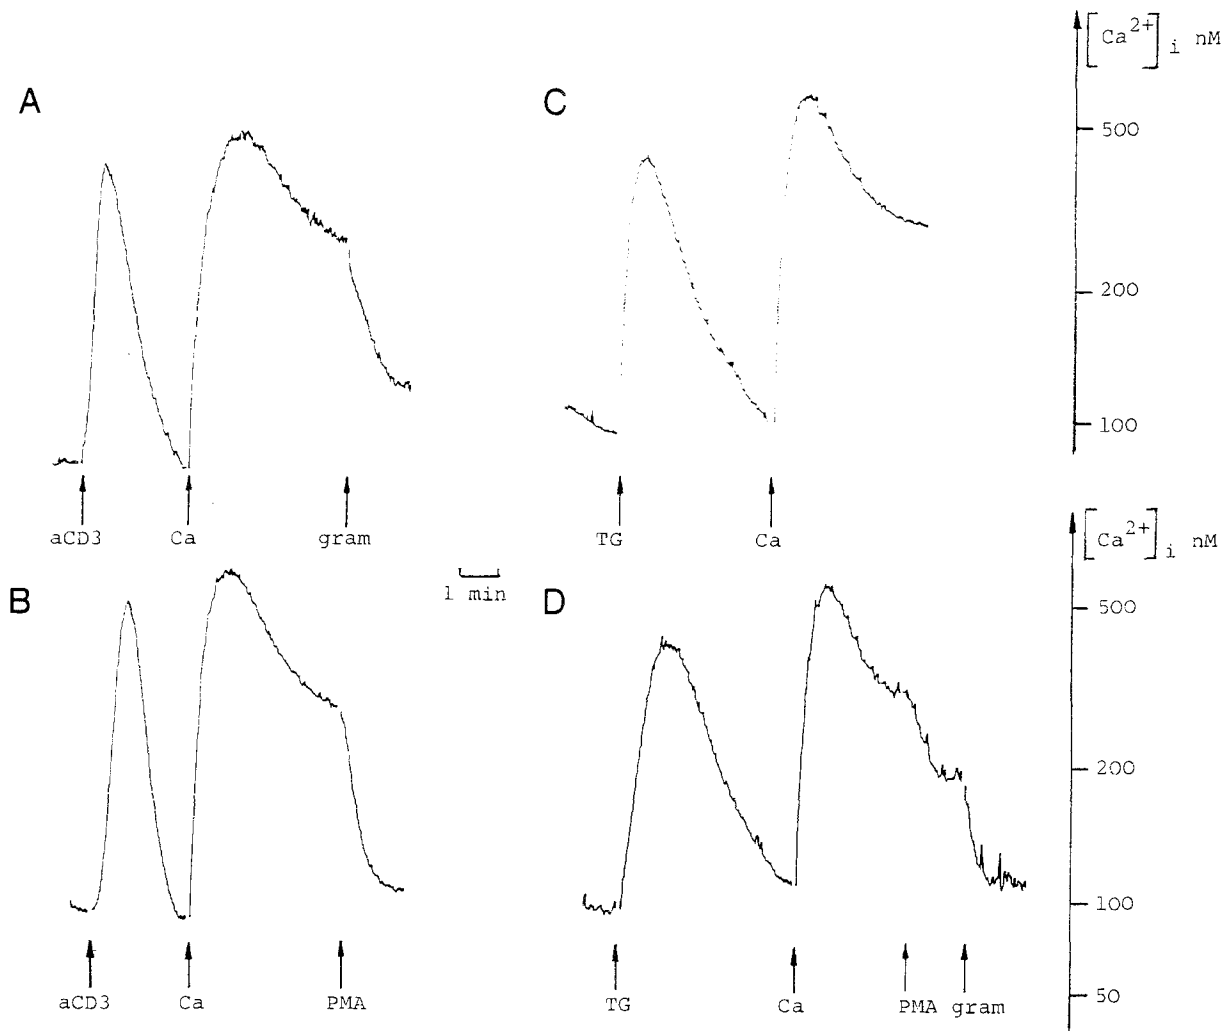 A
aCD3 Ca gram
C
TG Ca
[Ca2+]i nM
500
200
100
1 min
B
aCD3 Ca PMA
D
TG Ca PMA gram
[Ca2+]i nM
500
200
100
50